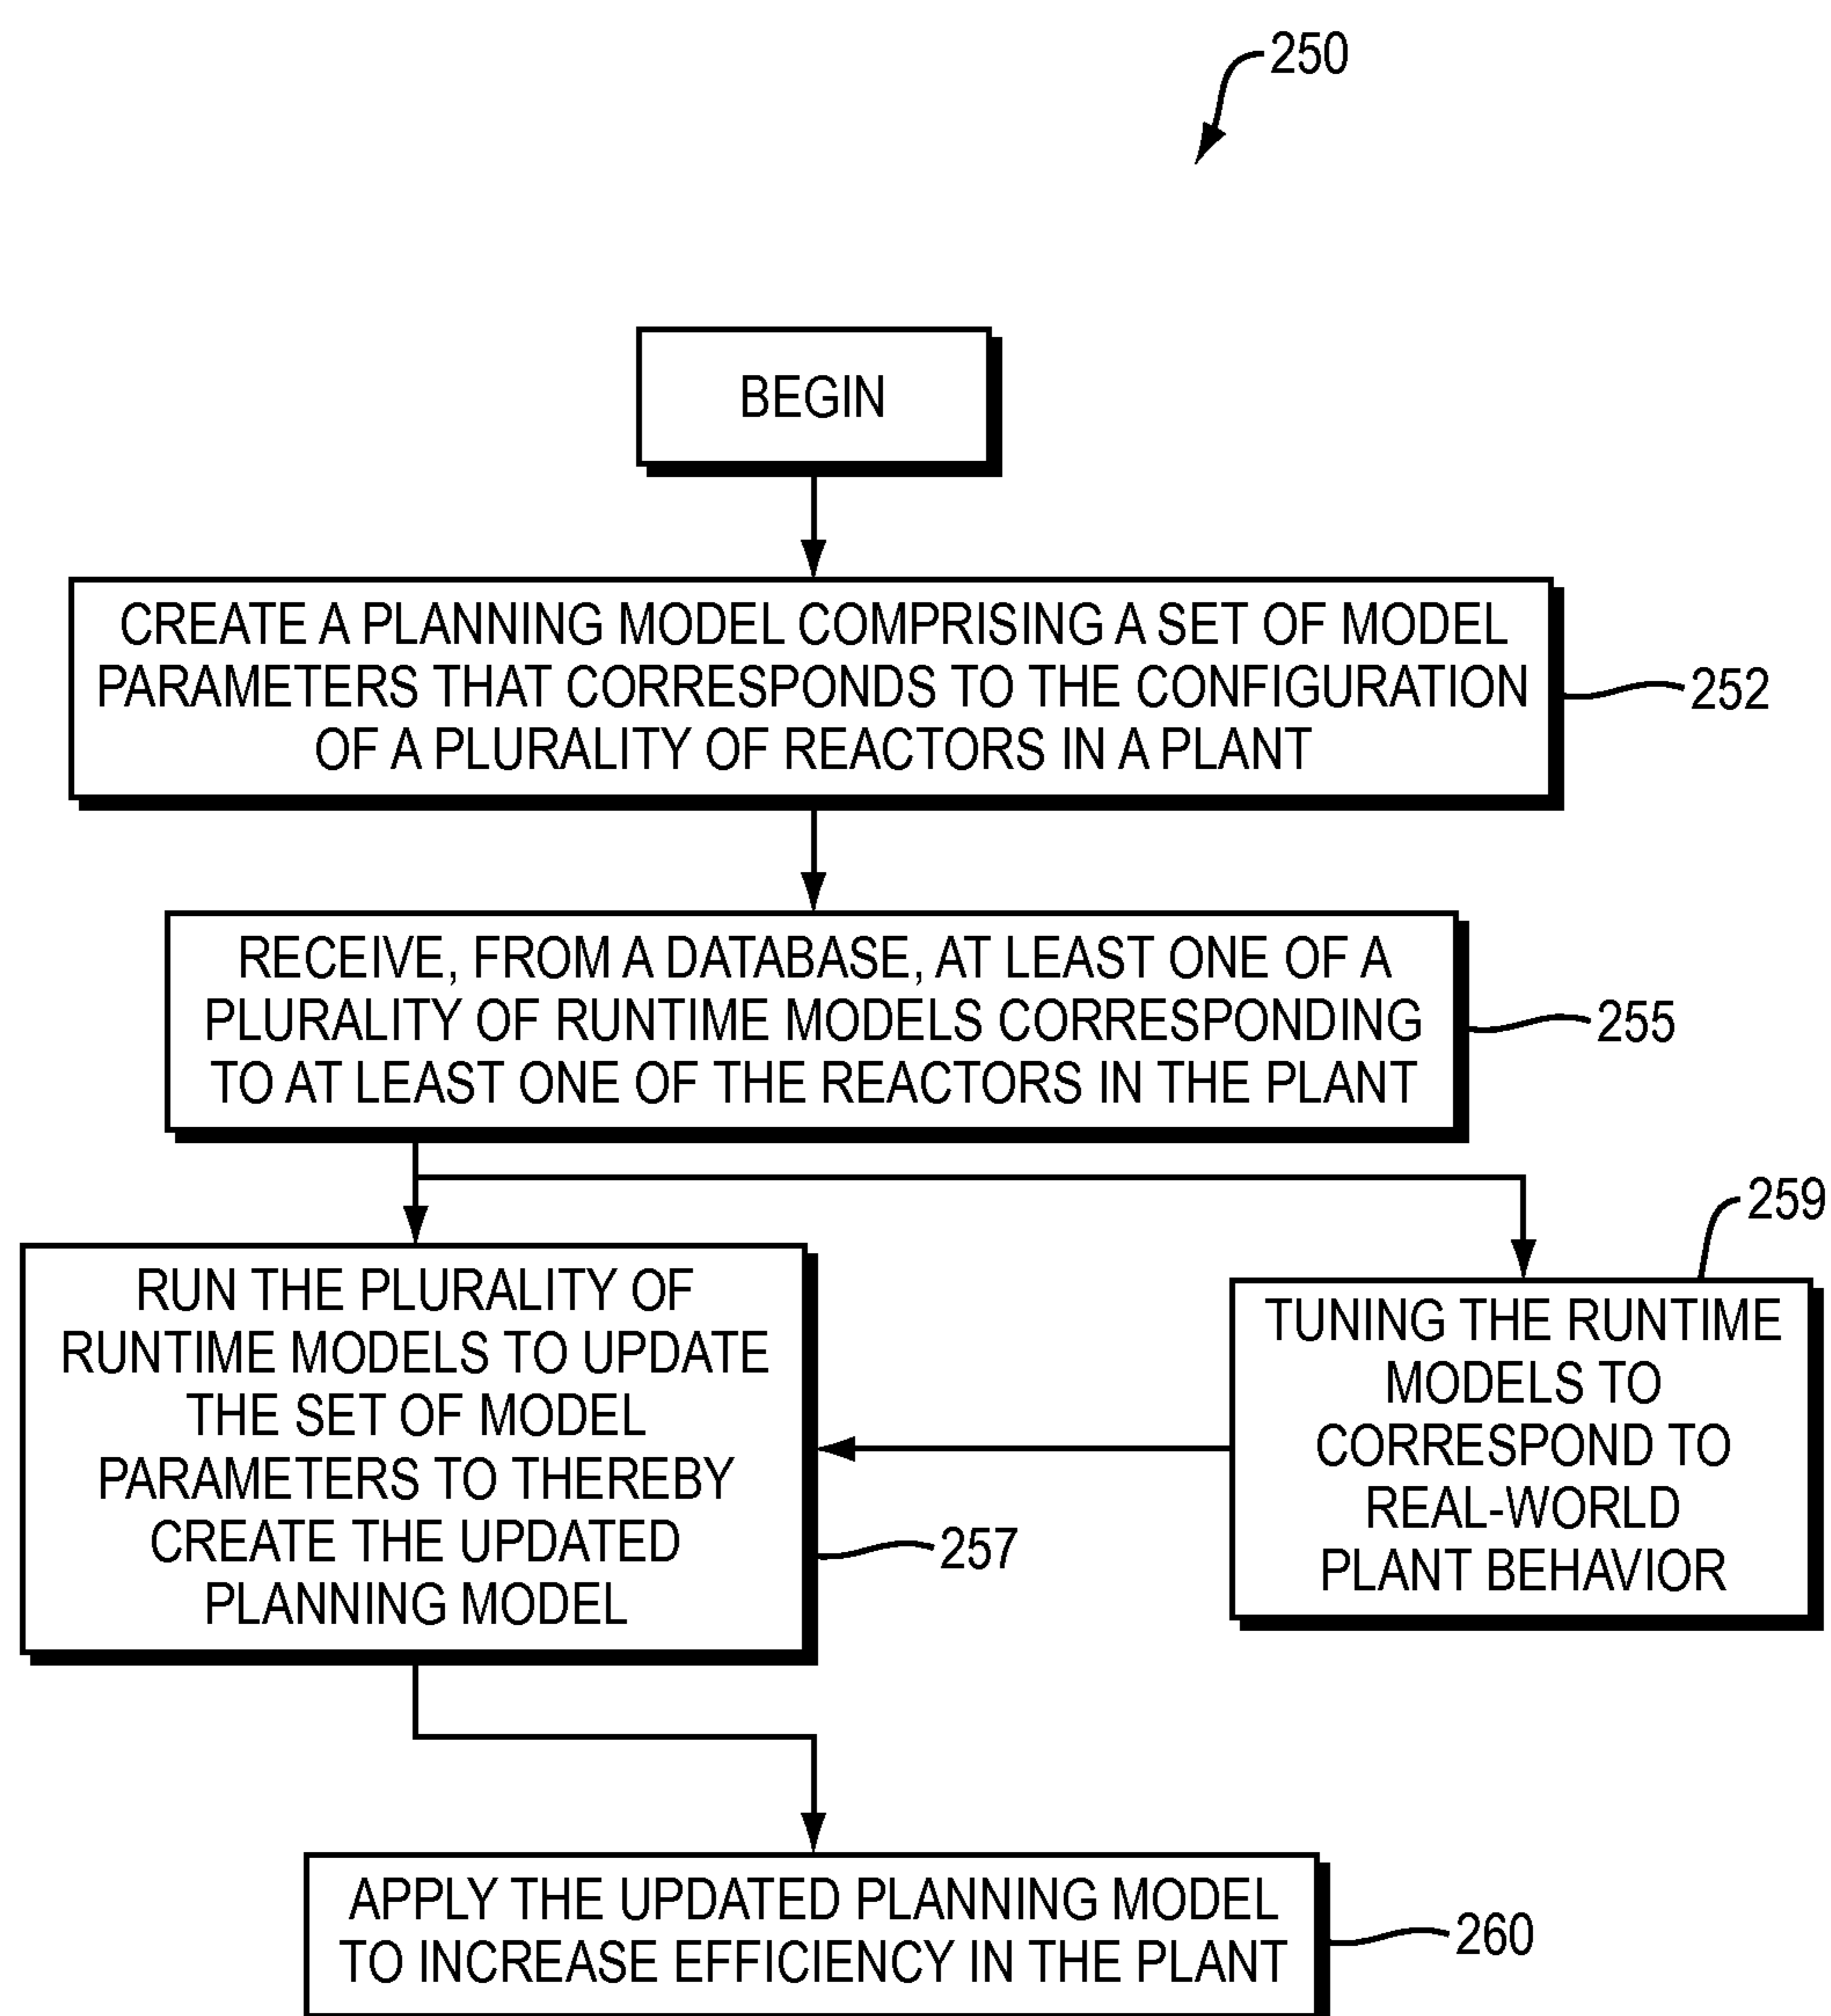 250
BEGIN
CREATE A PLANNING MODEL COMPRISING A SET OF MODEL
PARAMETERS THAT CORRESPONDS TO THE CONFIGURATION
OF A PLURALITY OF REACTORS IN A PLANT
252
RECEIVE, FROM A DATABASE, AT LEAST ONE OF A
PLURALITY OF RUNTIME MODELS CORRESPONDING
TO AT LEAST ONE OF THE REACTORS IN THE PLANT
255
259
RUN THE PLURALITY OF
RUNTIME MODELS TO UPDATE
THE SET OF MODEL
PARAMETERS TO THEREBY
CREATE THE UPDATED
PLANNING MODEL
257
TUNING THE RUNTIME
MODELS TO
CORRESPOND TO
REAL-WORLD
PLANT BEHAVIOR
APPLY THE UPDATED PLANNING MODEL
TO INCREASE EFFICIENCY IN THE PLANT
260